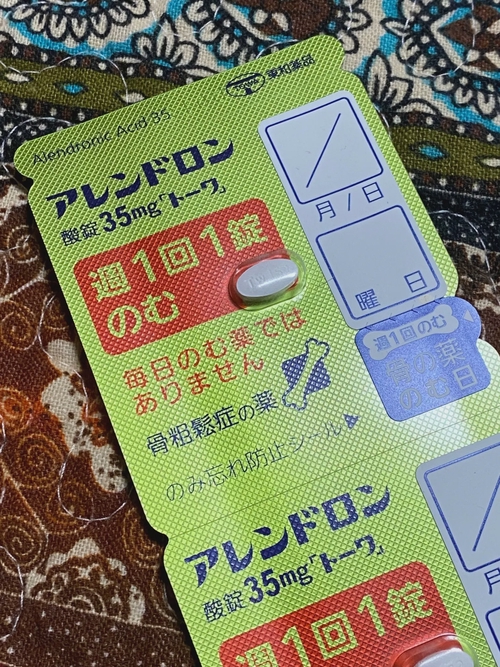 Alendronic Acid 35
東和薬品
アレンドロン
酸錠35mg「トーワ」
週1回1錠
のむ
月/日
曜 日
毎日のむ薬では
ありません
骨粗鬆症の薬
のみ忘れ防止シール▶
週1回のむ
骨の薬
のむ日
アレンドロン
酸錠35mg「トーワ」
週1回1錠
月